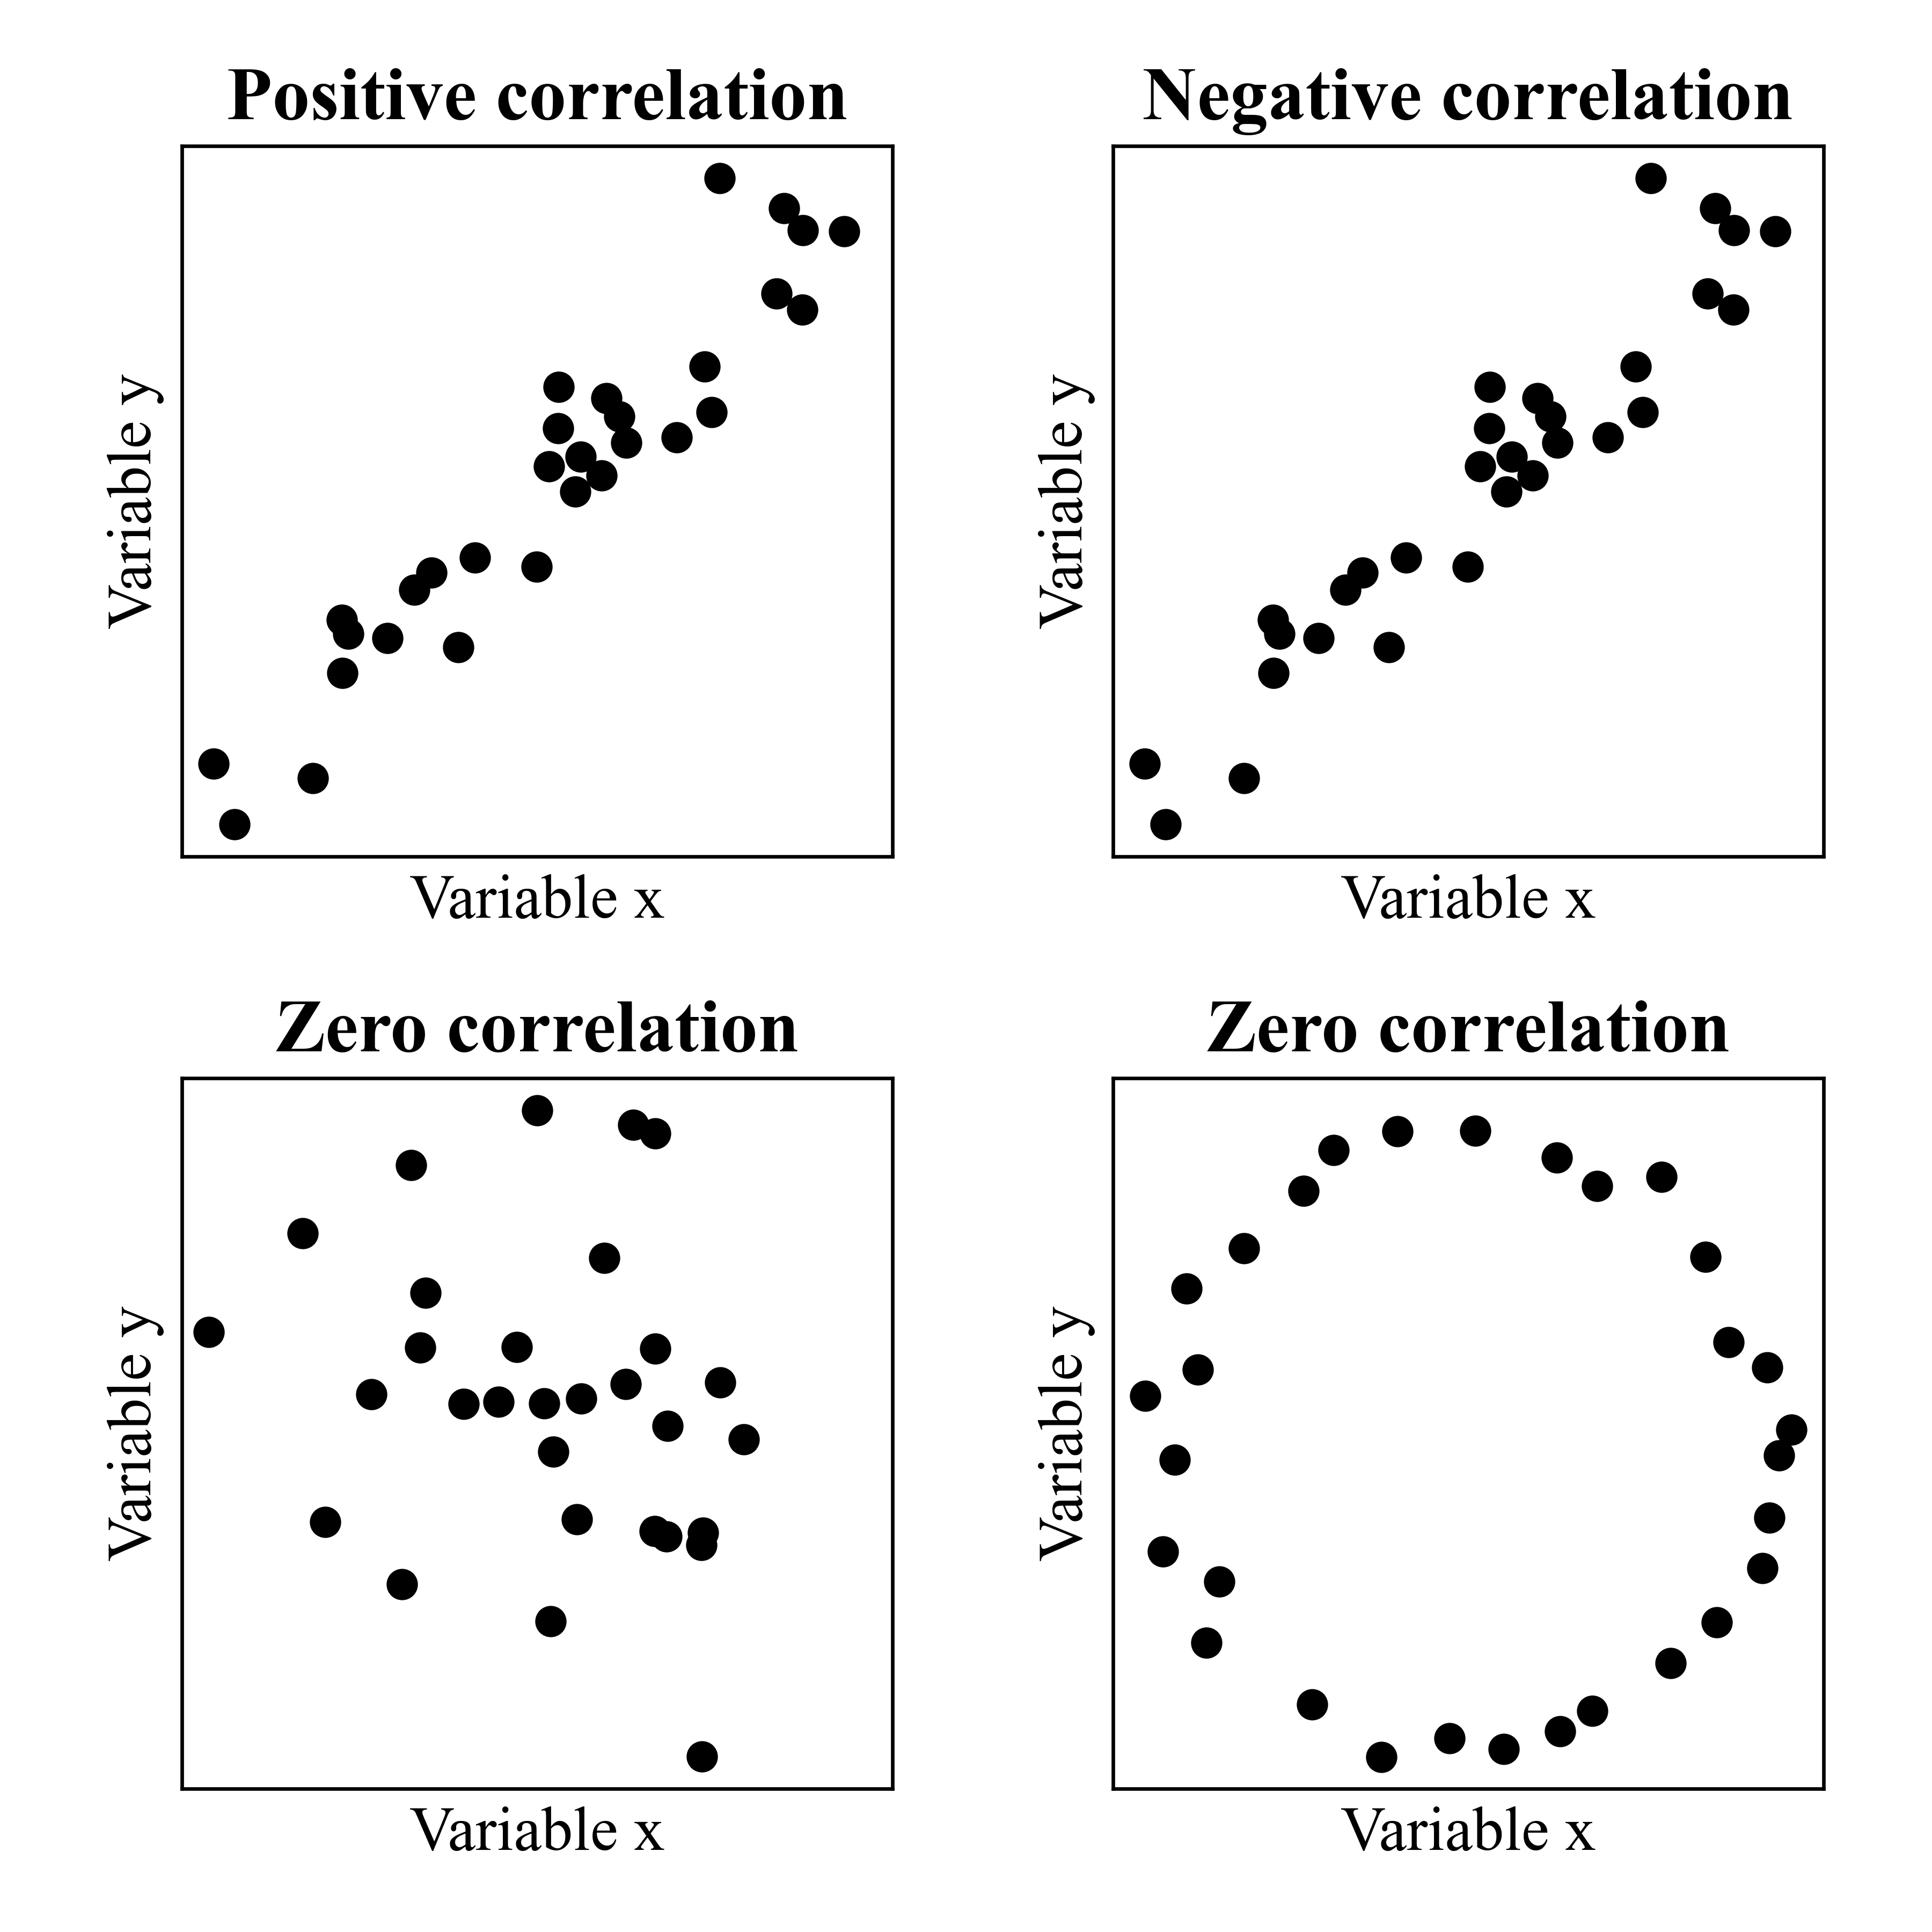 Positive correlation
Negative correlation
Variable y
Variable y
Variable x
Variable x
Zero correlation
Zero correlation
Variable y
Variable y
Variable x
Variable x